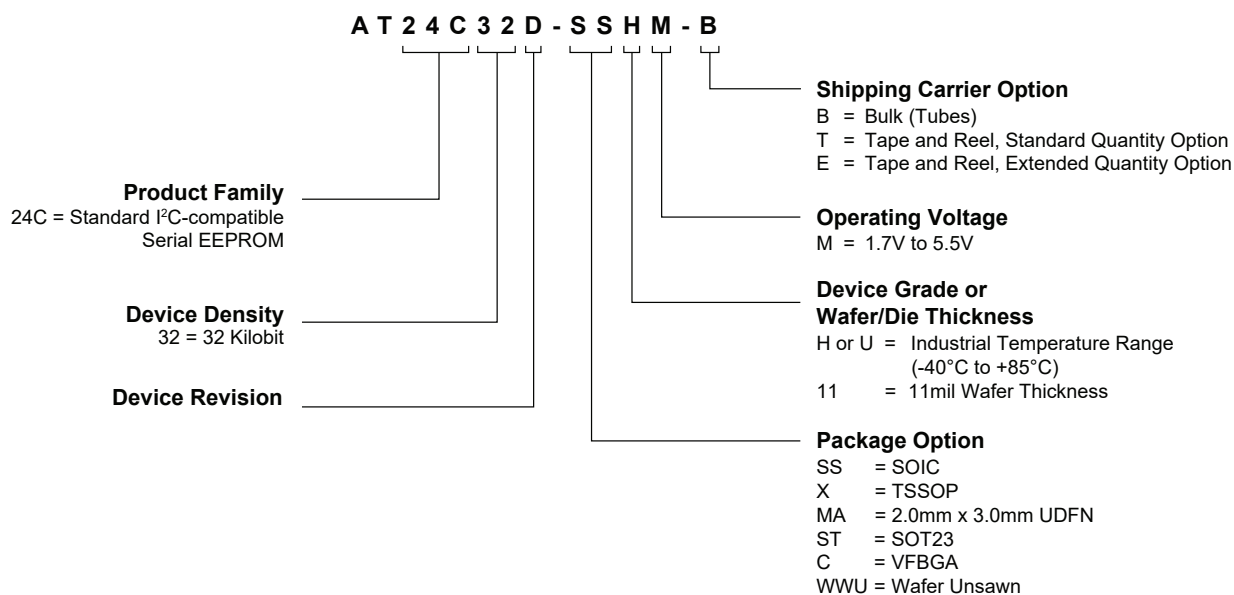 AT24C32D-SSHM-B
Product Family
24C = Standard I²C-compatible
Serial EEPROM
Device Density
32 = 32 Kilobit
Device Revision
Shipping Carrier Option
B = Bulk (Tubes)
T = Tape and Reel, Standard Quantity Option
E = Tape and Reel, Extended Quantity Option
Operating Voltage
M = 1.7V to 5.5V
Device Grade or
Wafer/Die Thickness
H or U = Industrial Temperature Range
(-40°C to +85°C)
11 = 11mil Wafer Thickness
Package Option
SS = SOIC
X = TSSOP
MA = 2.0mm x 3.0mm UDFN
ST = SOT23
C = VFBGA
WWU = Wafer Unsawn